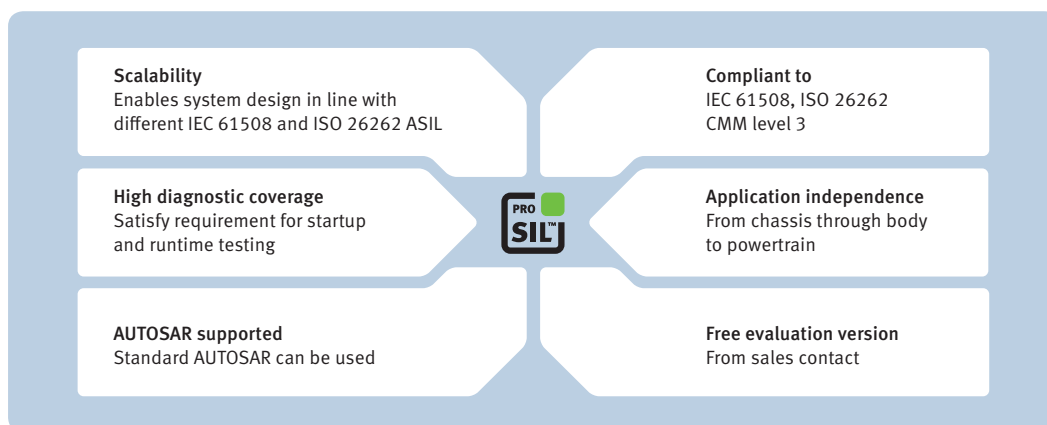 Scalability
Enables system design in line with
different IEC 61508 and ISO 26262 ASIL
Compliant to
IEC 61508, ISO 26262
CMM level 3
High diagnostic coverage
Satisfy requirement for startup
and runtime testing
PRO
SIL™
Application independence
From chassis through body
to powertrain
AUTOSAR supported
Standard AUTOSAR can be used
Free evaluation version
From sales contact